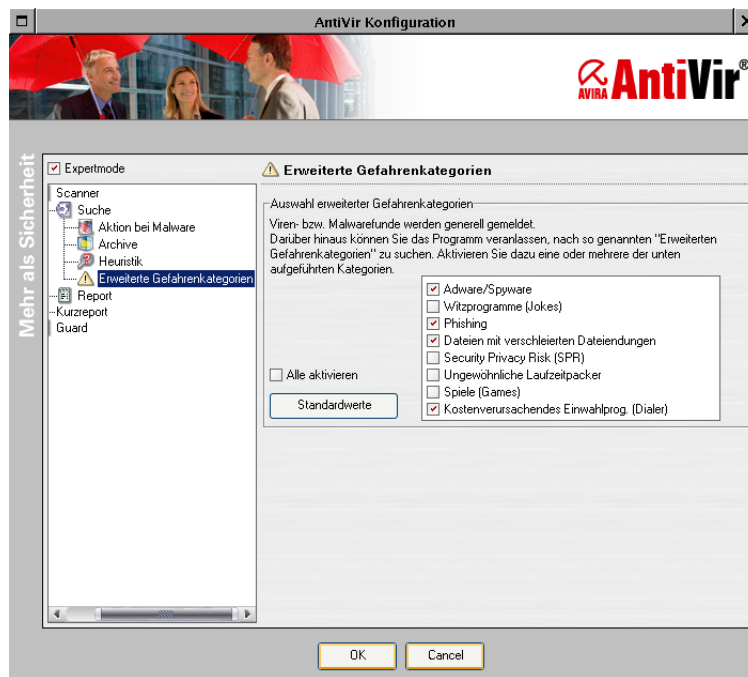 AntiVir Konfiguration
AVIRA AntiVir®
Mehr als Sicherheit
Expertmode
Scanner
Suche
Aktion bei Malware
Archive
Heuristik
Erweiterte Gefahrenkategorien
Report
Kurzreport
Guard
Erweiterte Gefahrenkategorien
Auswahl erweiterter Gefahrenkategorien
Viren- bzw. Malwarefunde werden generell gemeldet.
Darüber hinaus können Sie das Programm veranlassen, nach so genannten "Erweiterten
Gefahrenkategorien" zu suchen. Aktivieren Sie dazu eine oder mehrere der unten
aufgeführten Kategorien.
Adware/Spyware
Witzprogramme (Jokes)
Phishing
Dateien mit verschleierten Dateiendungen
Security Privacy Risk (SPR)
Alle aktivieren
Ungewöhnliche Laufzeitpacker
Spiele (Games)
Standardwerte
Kostenverursachendes Einwahlprog. (Dialer)
OK
Cancel